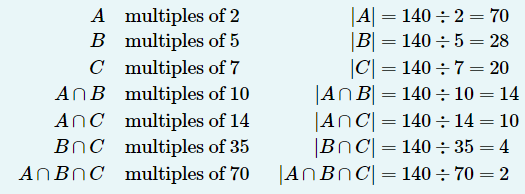 A multiples of 2 |A| = 140 ÷ 2 = 70
B multiples of 5 |B| = 140 ÷ 5 = 28
C multiples of 7 |C| = 140 ÷ 7 = 20
A ∩ B multiples of 10 |A ∩ B| = 140 ÷ 10 = 14
A ∩ C multiples of 14 |A ∩ C| = 140 ÷ 14 = 10
B ∩ C multiples of 35 |B ∩ C| = 140 ÷ 35 = 4
A ∩ B ∩ C multiples of 70 |A ∩ B ∩ C| = 140 ÷ 70 = 2